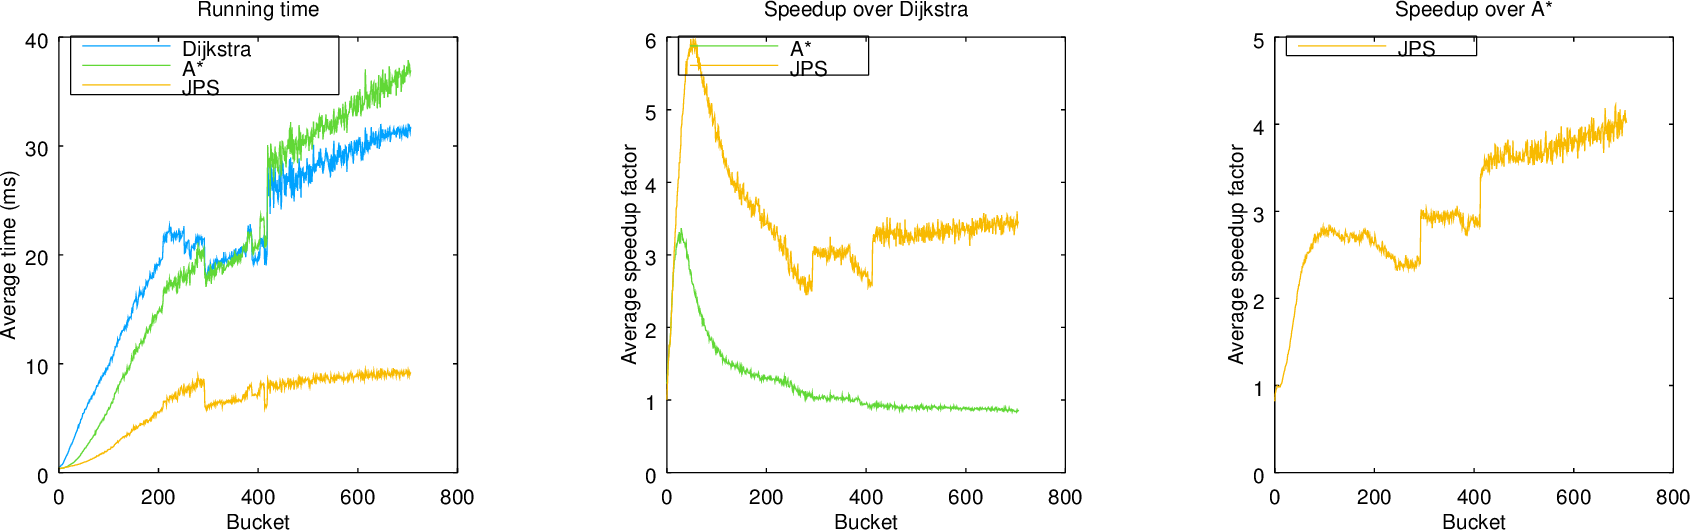 Running time
Dijkstra
A*
JPS
40
30
20
10
0
0 200 400 600 800
Average time (ms)
Bucket
Speedup over Dijkstra
A*
JPS
6
5
4
3
2
1
0
0 200 400 600 800
Average speedup factor
Bucket
Speedup over A*
JPS
5
4
3
2
1
0
0 200 400 600 800
Average speedup factor
Bucket